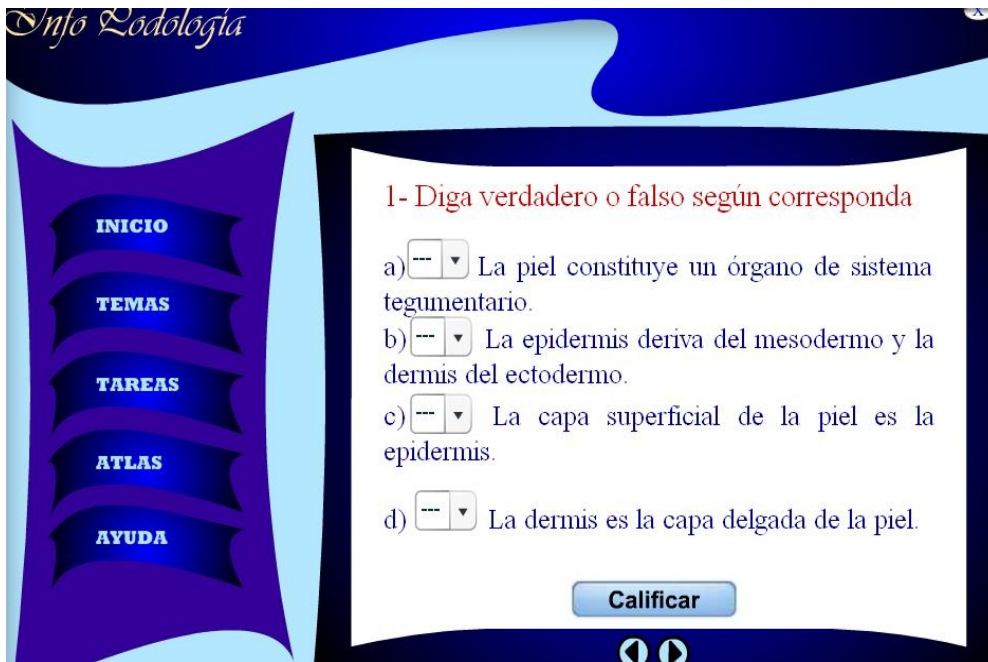 Info Podología
X
INICIO
TEMAS
TAREAS
ATLAS
AYUDA
1- Diga verdadero o falso según corresponda
a) --- La piel constituye un órgano de sistema
tegumentario.
b) --- La epidermis deriva del mesodermo y la
dermis del ectodermo.
c) --- La capa superficial de la piel es la
epidermis.
d) --- La dermis es la capa delgada de la piel.
Calificar